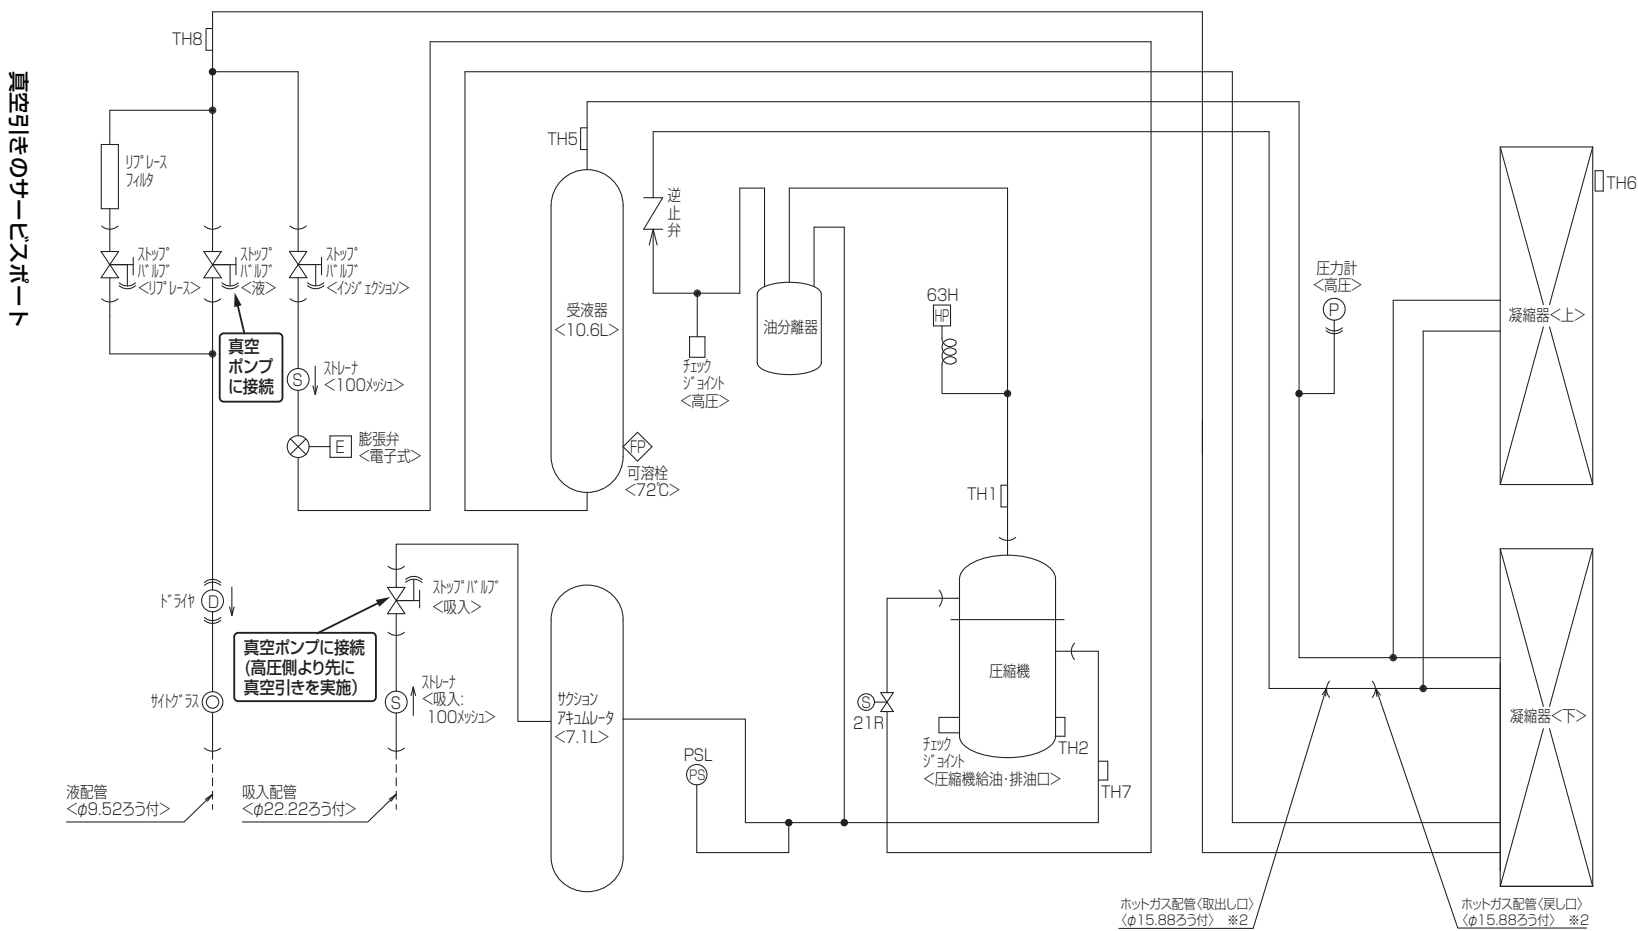 真空引きのサービスポート
TH8
リプレース
フィルタ
ストップ
バルブ
<リプレース>
ストップ
バルブ
<液>
ストップ
バルブ
<インジェクション>
真空
ポンプ
に接続
S
ストレーナ
<100メッシュ>
E
膨張弁
<電子式>
ドライヤ
D
サイトグラス
液配管
<φ9.52ろう付>
ストップバルブ
<吸入>
真空ポンプに接続
(高圧側より先に
真空引きを実施)
S
ストレーナ
<吸入:
100メッシュ>
吸入配管
<φ22.22ろう付>
TH5
受液器
<10.6L>
FP
可溶栓
<72℃>
逆
止
弁
チェック
ジョイント
<高圧>
油分離器
63H
HP
TH1
サクション
アキュムレータ
<7.1L>
PSL
PS
圧縮機
S
21R
チェック
ジョイント
<圧縮機給油・排油口>
TH2
TH7
圧力計
<高圧>
P
TH6
凝縮器<上>
凝縮器<下>
ホットガス配管〈取出し口〉
〈φ15.88ろう付〉 ※2
ホットガス配管〈戻し口〉
〈φ15.88ろう付〉 ※2